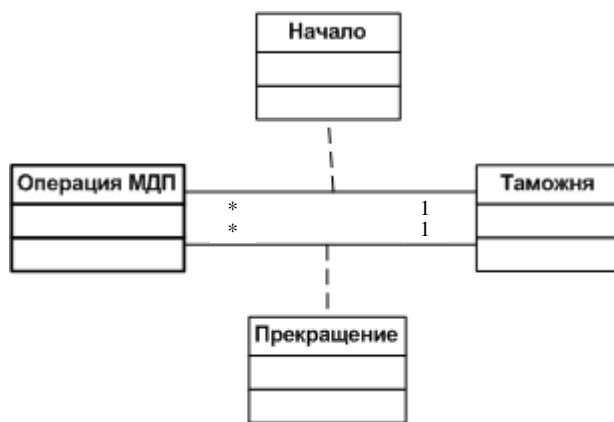 Начало
Операция МДП
Таможня
* 1
* 1
Прекращение